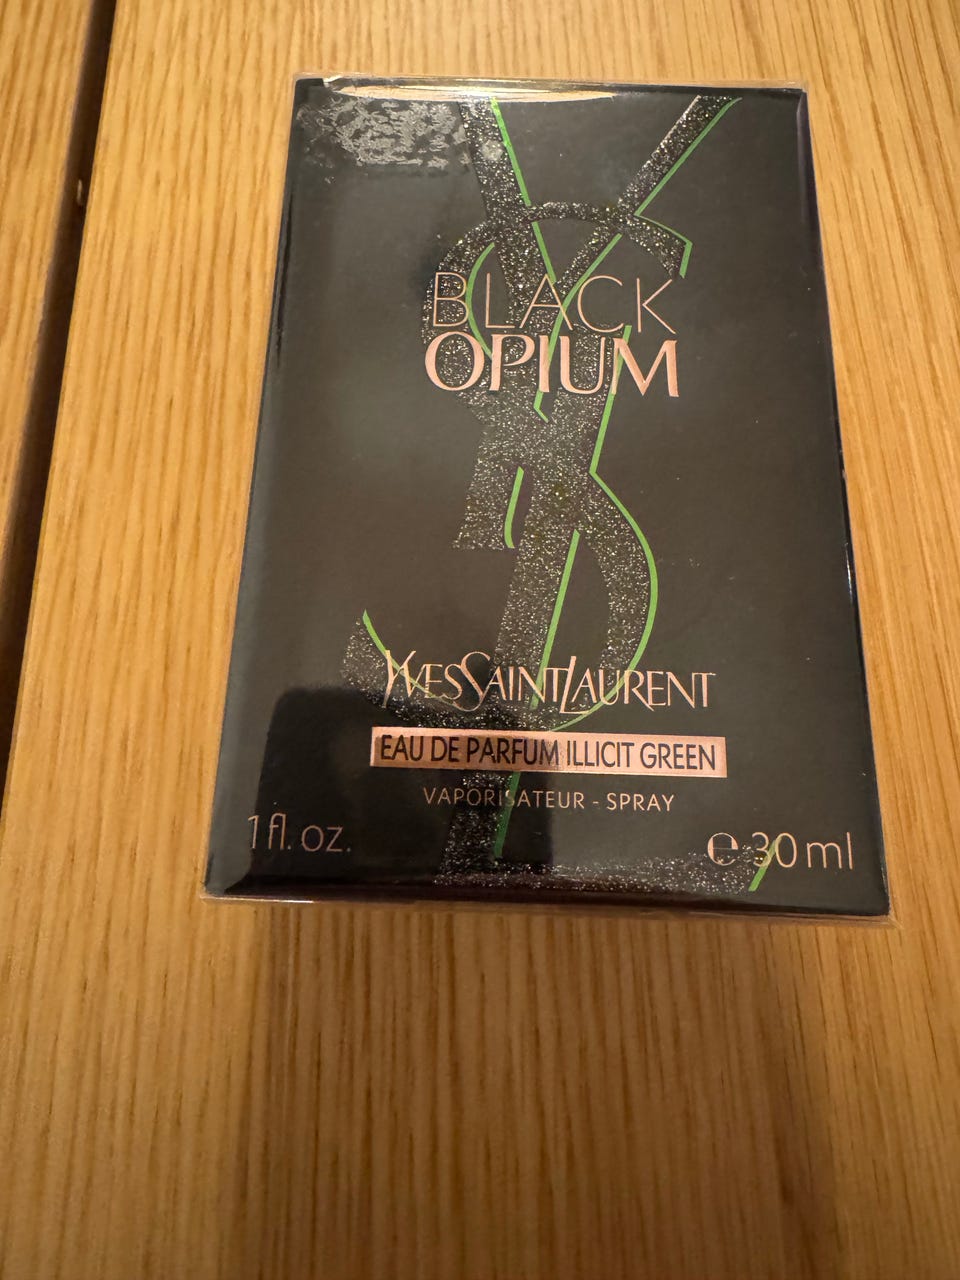 BLACK
OPIUM
YVESSAINTLAURENT
EAU DE PARFUM ILLICIT GREEN
VAPORISATEUR - SPRAY
1 fl. oz.
℮ 30 ml